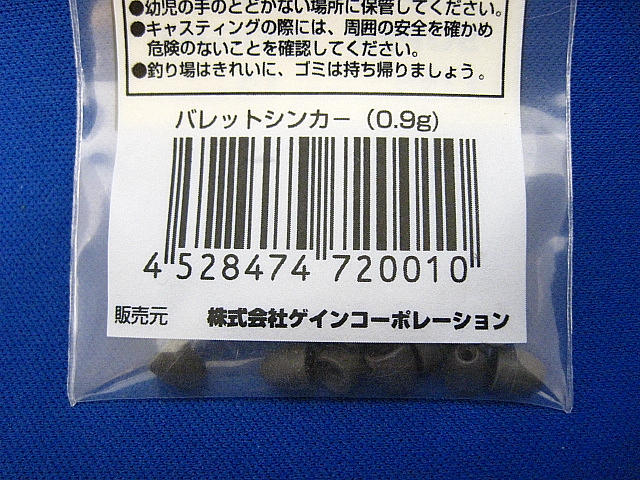 ●幼児の手のとどかない場所に保管してください。
●キャスティングの際には、周囲の安全を確かめ
危険のないことを確認してください。
●釣り場はきれいに、ゴミは持ち帰りましょう。
バレットシンカー（0.9g）
4 528474 720010
販売元 株式会社ゲインコーポレーション